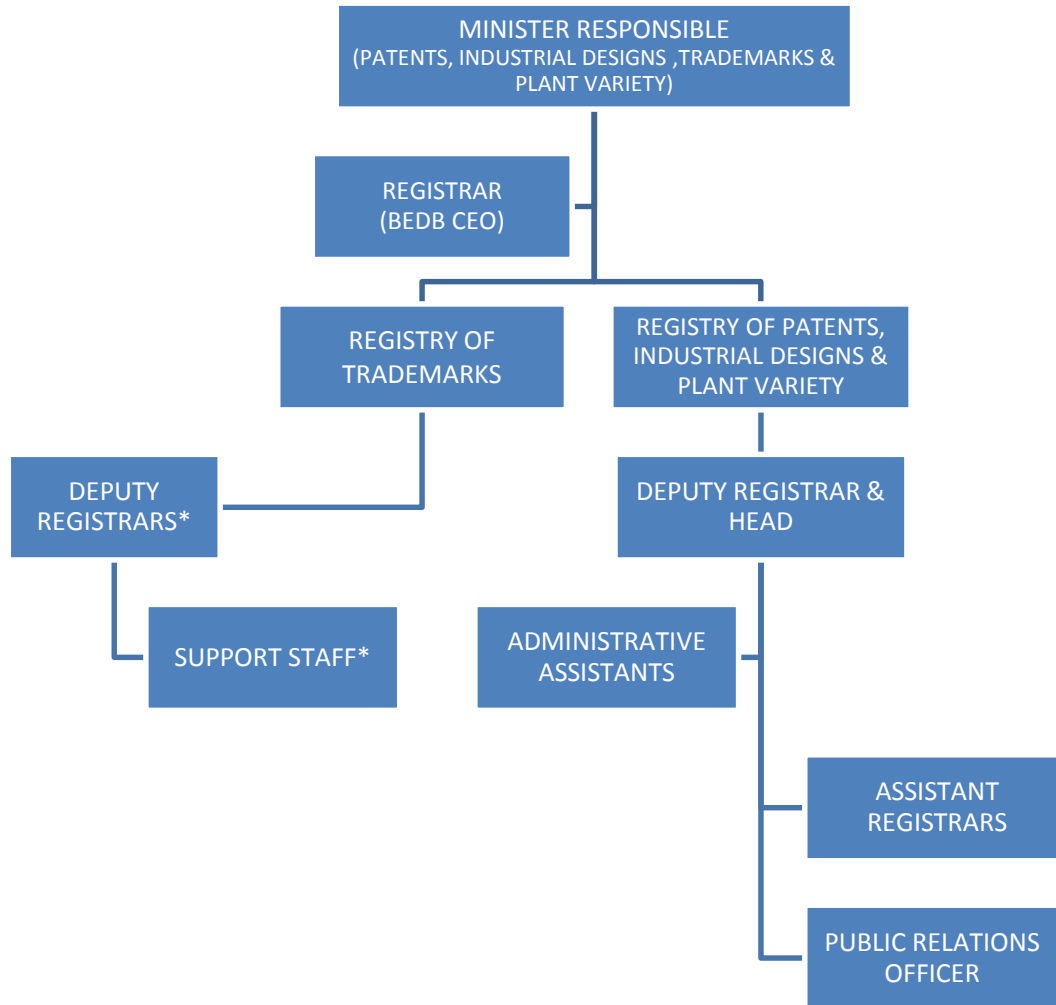 MINISTER RESPONSIBLE
(PATENTS, INDUSTRIAL DESIGNS ,TRADEMARKS &
PLANT VARIETY)
REGISTRAR
(BEDB CEO)
REGISTRY OF
TRADEMARKS
REGISTRY OF PATENTS,
INDUSTRIAL DESIGNS &
PLANT VARIETY
DEPUTY
REGISTRARS*
DEPUTY REGISTRAR &
HEAD
SUPPORT STAFF*
ADMINISTRATIVE
ASSISTANTS
ASSISTANT
REGISTRARS
PUBLIC RELATIONS
OFFICER